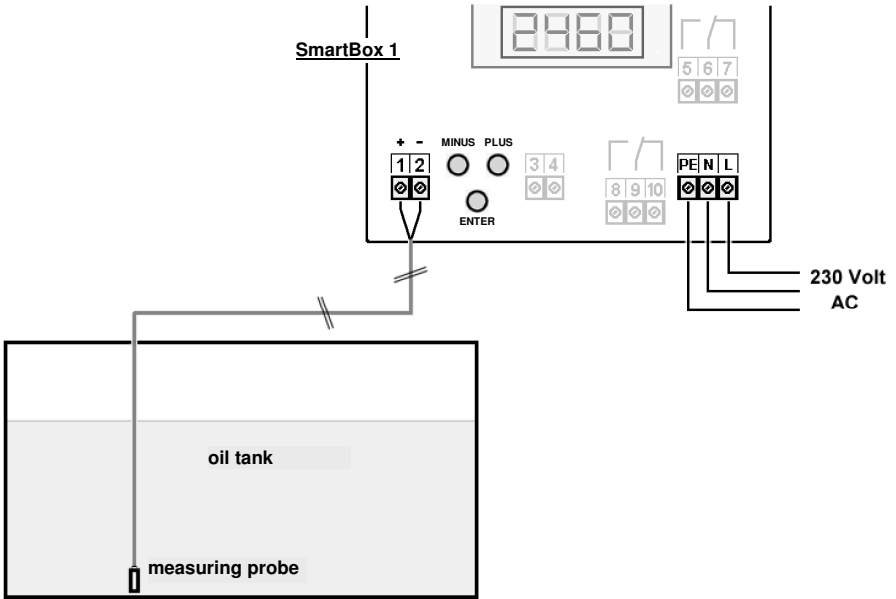 2460
SmartBox 1
5 6 7
+ -
MINUS PLUS
1 2
3 4
8 9 10
PE N L
ENTER
230 Volt
AC
oil tank
measuring probe